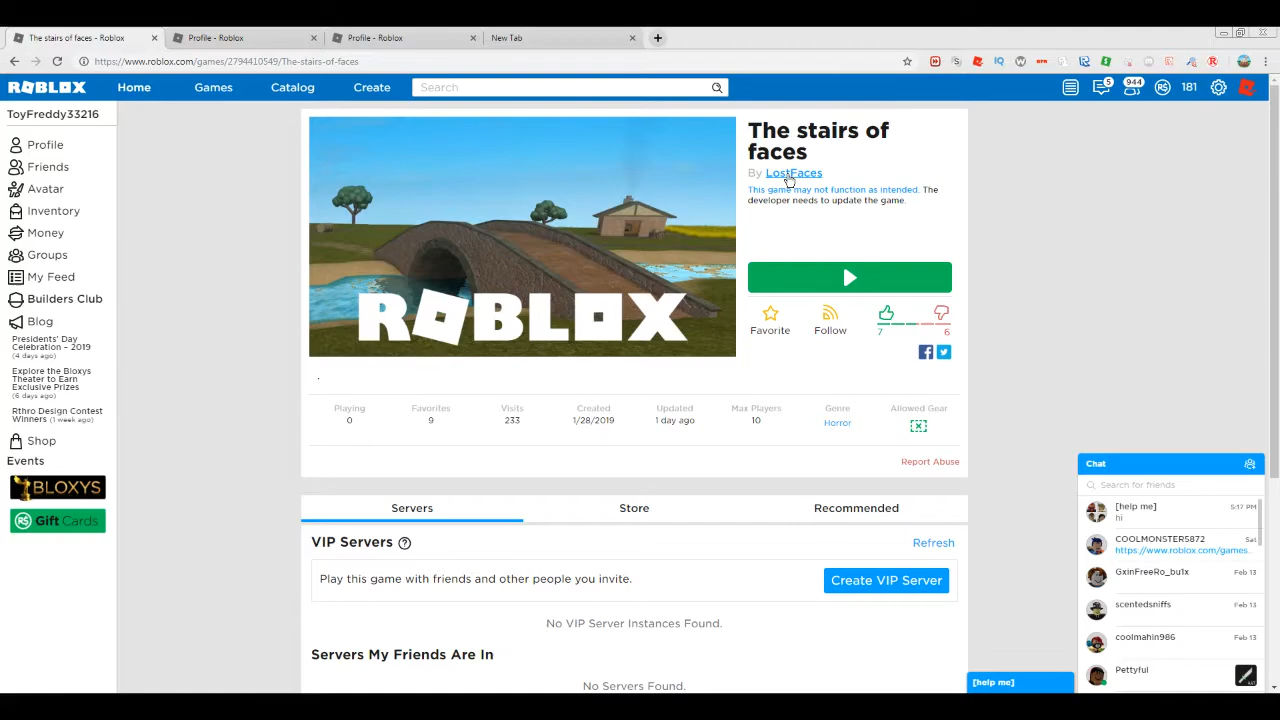 The stairs of faces - Roblox
Profile - Roblox
Profile - Roblox
New Tab
https://www.roblox.com/games/2794410549/The-stairs-of-faces
ROBLOX
Home
Games
Catalog
Create
Search
5
944
181
ToyFreddy33216
Profile
Friends
Avatar
Inventory
Money
Groups
My Feed
Builders Club
Blog
Presidents' Day
Celebration – 2019
(4 days ago)
Explore the Bloxys
Theater to Earn
Exclusive Prizes
(6 days ago)
Rthro Design Contest
Winners (1 week ago)
Shop
Events
BLOXYS
Gift Cards
ROBLOX
The stairs of
faces
By LostFaces
This game may not function as intended. The
developer needs to update the game.
Favorite
Follow
7
6
.
Playing
0
Favorites
9
Visits
233
Created
1/28/2019
Updated
1 day ago
Max Players
10
Genre
Horror
Allowed Gear
Report Abuse
Servers
Store
Recommended
VIP Servers
Refresh
Play this game with friends and other people you invite.
Create VIP Server
No VIP Server Instances Found.
Servers My Friends Are In
No Servers Found.
Chat
Search for friends
[help me] 5:17 PM
hi
COOLMONSTER5872 Sat
https://www.roblox.com/games...
GxinFreeRo_bu1x Feb 13
scentedsniffs Feb 13
coolmahin986 Feb 13
Pettyful
[help me]